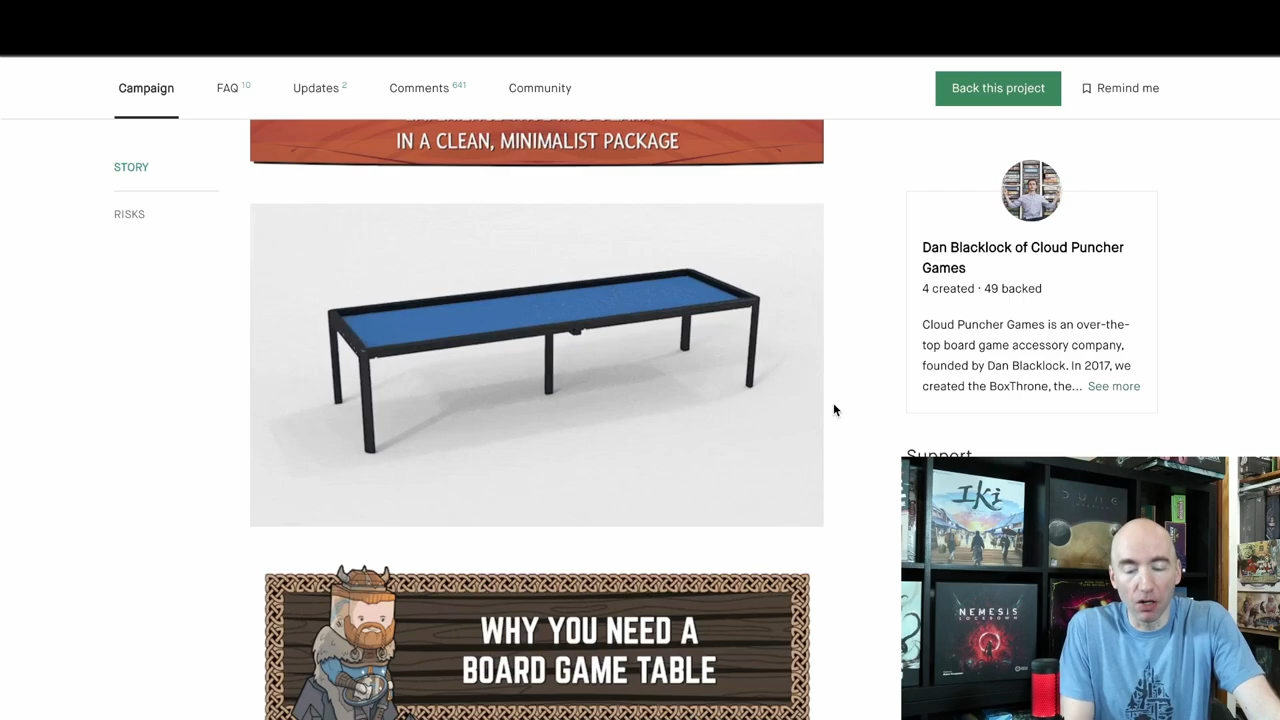 Campaign
FAQ 10
Updates 2
Comments 641
Community
Back this project
Remind me
IN A CLEAN, MINIMALIST PACKAGE
STORY
RISKS
Dan Blacklock of Cloud Puncher
Games
4 created · 49 backed
Cloud Puncher Games is an over-the-
top board game accessory company,
founded by Dan Blacklock. In 2017, we
created the BoxThrone, the... See more
Support
WHY YOU NEED A
BOARD GAME TABLE
IKI
DUNE
NEMESIS
LOCKDOWN